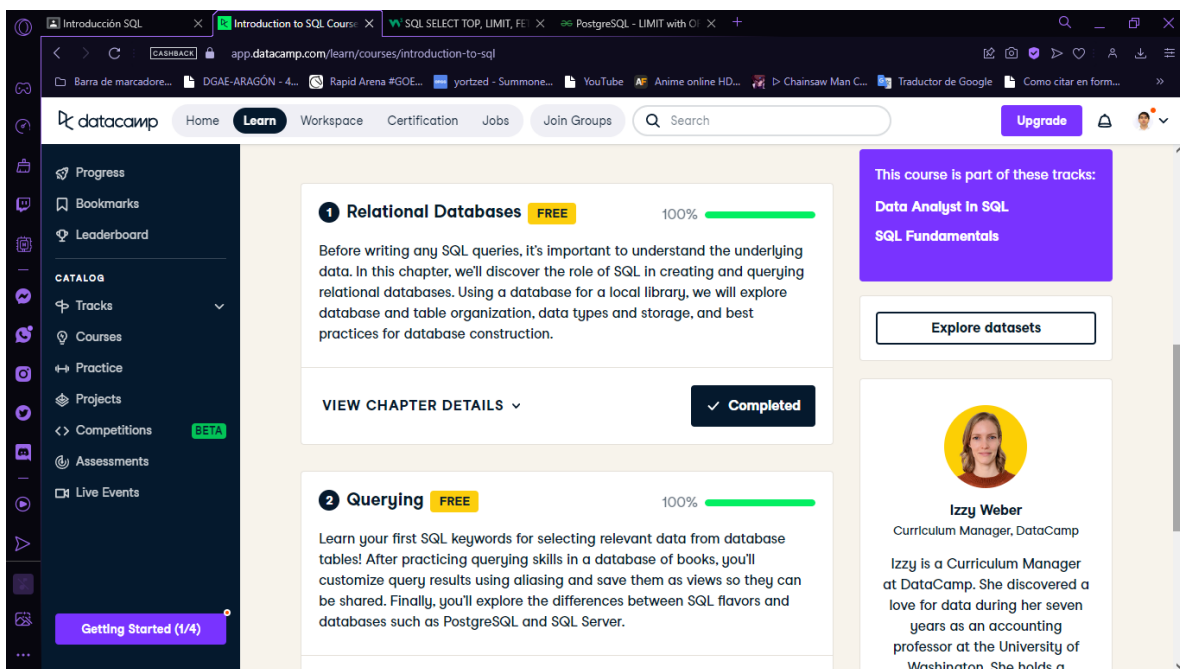 Introducción SQL
Introduction to SQL Course
SQL SELECT TOP, LIMIT, FET
PostgreSQL - LIMIT with OF
CASHBACK
app.datacamp.com/learn/courses/introduction-to-sql
Barra de marcadore...
DGAE-ARAGÓN - 4...
Rapid Arena #GOE...
yortzed - Summone...
YouTube
Anime online HD...
▷ Chainsaw Man C...
Traductor de Google
Como citar en form...
datacamp
Home
Learn
Workspace
Certification
Jobs
Join Groups
Search
Upgrade
Progress
Bookmarks
Leaderboard
CATALOG
Tracks
Courses
Practice
Projects
Competitions
BETA
Assessments
Live Events
Getting Started (1/4)
1 Relational Databases FREE
100%
Before writing any SQL queries, it's important to understand the underlying
data. In this chapter, we'll discover the role of SQL in creating and querying
relational databases. Using a database for a local library, we will explore
database and table organization, data types and storage, and best
practices for database construction.
VIEW CHAPTER DETAILS
Completed
2 Querying FREE
100%
Learn your first SQL keywords for selecting relevant data from database
tables! After practicing querying skills in a database of books, you'll
customize query results using aliasing and save them as views so they can
be shared. Finally, you'll explore the differences between SQL flavors and
databases such as PostgreSQL and SQL Server.
This course is part of these tracks:
Data Analyst in SQL
SQL Fundamentals
Explore datasets
Izzy Weber
Curriculum Manager, DataCamp
Izzy is a Curriculum Manager
at DataCamp. She discovered a
love for data during her seven
years as an accounting
professor at the University of
Washington. She holds a